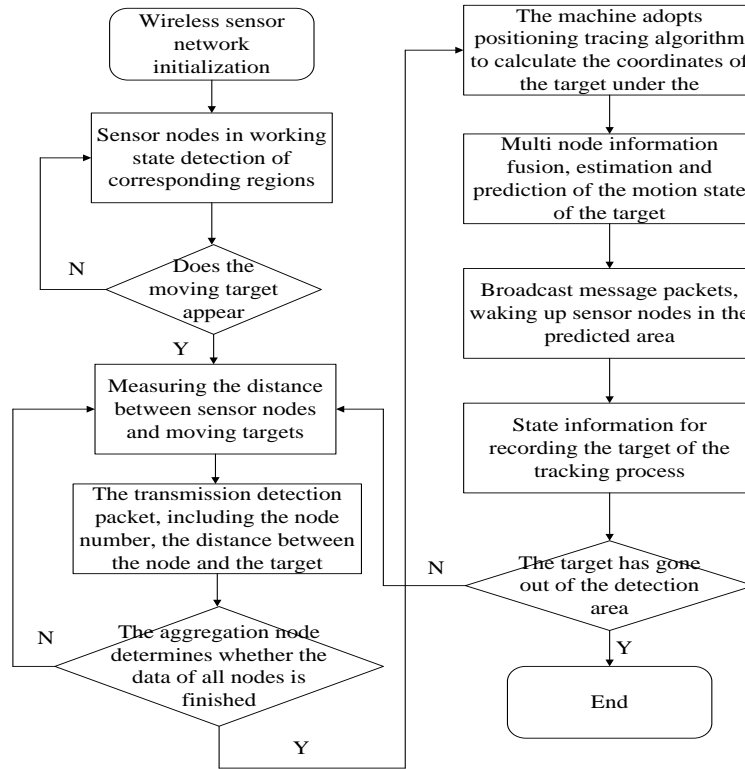 Wireless sensor
network
initialization
Sensor nodes in working
state detection of
corresponding regions
N
Does the
moving target
appear
Y
Measuring the distance
between sensor nodes
and moving targets
The transmission detection
packet, including the node
number, the distance between
the node and the target
N
The aggregation node
determines whether the
data of all nodes is
finished
Y
The machine adopts
positioning tracing algorithm
to calculate the coordinates of
the target under the
Multi node information
fusion, estimation and
prediction of the motion state
of the target
Broadcast message packets,
waking up sensor nodes in the
predicted area
State information for
recording the target of the
tracking process
N
The target has gone
out of the detection
area
Y
End